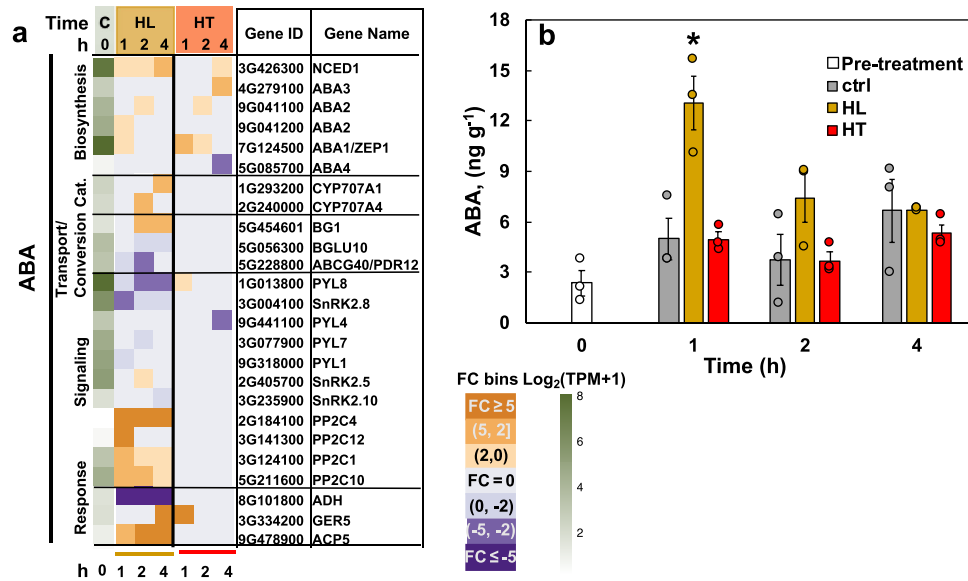 a
Time C HL HT
h 0 1 2 4 1 2 4 Gene ID Gene Name
ABA
Biosynthesis
3G426300 NCED1
4G279100 ABA3
9G041100 ABA2
9G041200 ABA2
7G124500 ABA1/ZEP1
5G085700 ABA4
Cat.
1G293200 CYP707A1
2G240000 CYP707A4
Transport/
Conversion
5G454601 BG1
5G056300 BGLU10
5G228800 ABCG40/PDR12
Signaling
1G013800 PYL8
3G004100 SnRK2.8
9G441100 PYL4
3G077900 PYL7
9G318000 PYL1
2G405700 SnRK2.5
3G235900 SnRK2.10
2G184100 PP2C4
3G141300 PP2C12
3G124100 PP2C1
5G211600 PP2C10
Response
8G101800 ADH
3G334200 GER5
9G478900 ACP5
h 0 1 2 4 1 2 4
b
ABA, (ng g⁻¹)
18
15
12
9
6
3
0
*
Pre-treatment
ctrl
HL
HT
0 1 2 4
Time (h)
FC bins Log₂(TPM+1)
FC ≥ 5
(5, 2]
(2,0)
FC = 0
(0, -2)
(-5, -2)
FC ≤ -5
8
6
4
2